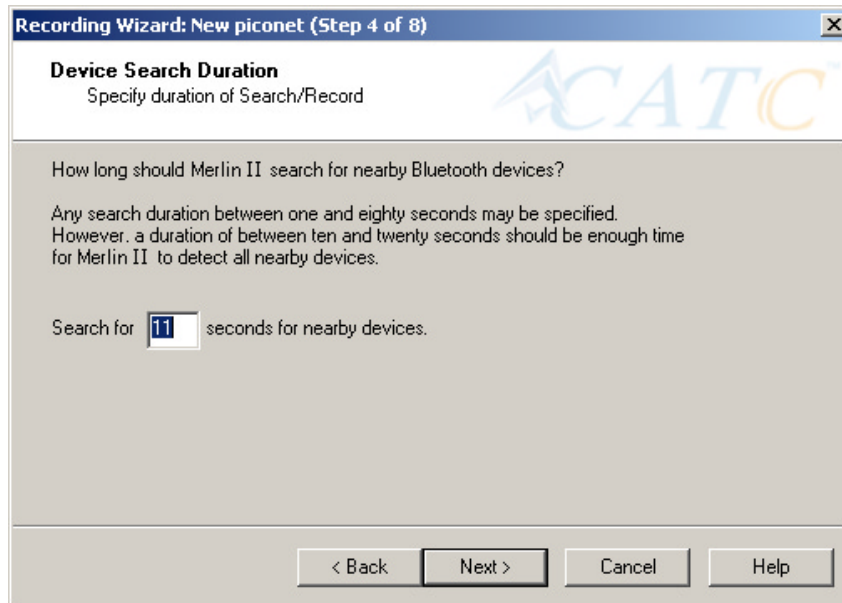 Recording Wizard: New piconet (Step 4 of 8)
Device Search Duration
Specify duration of Search/Record
CATC
How long should Merlin II search for nearby Bluetooth devices?
Any search duration between one and eighty seconds may be specified.
However. a duration of between ten and twenty seconds should be enough time
for Merlin II to detect all nearby devices.
Search for 11 seconds for nearby devices.
< Back Next > Cancel Help